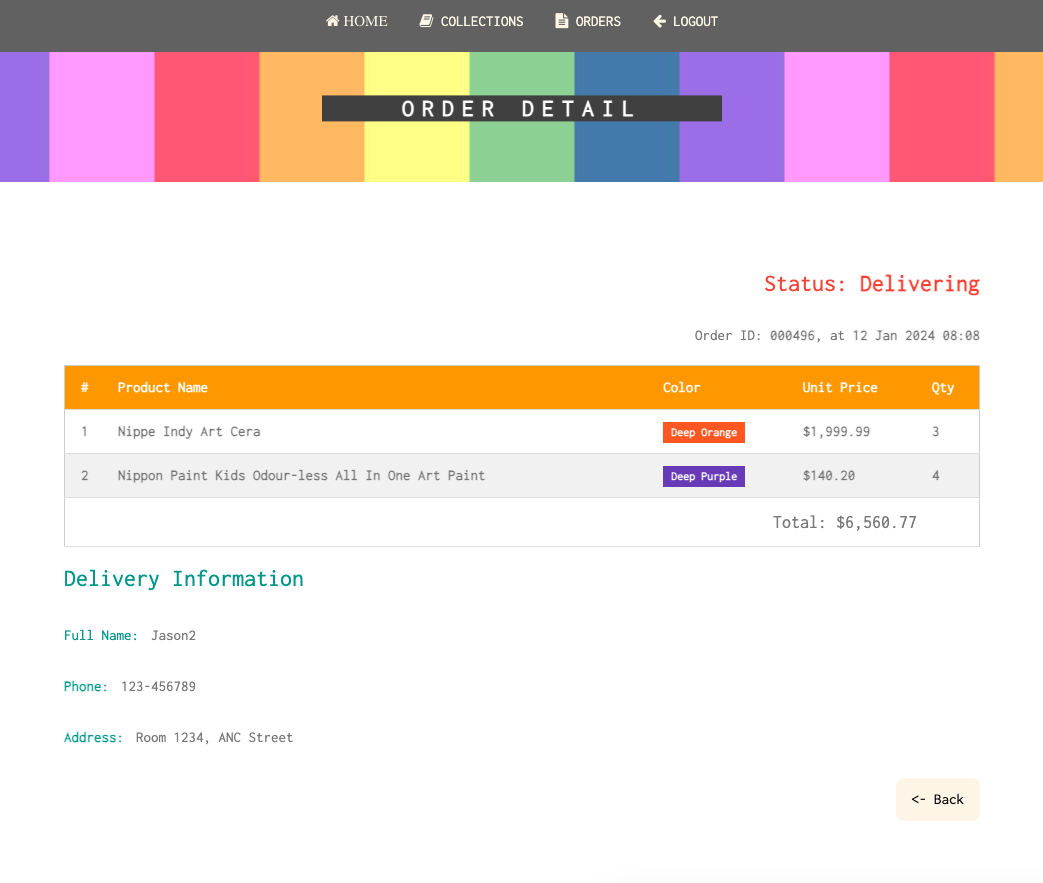 HOME COLLECTIONS ORDERS LOGOUT
ORDER DETAIL
Status: Delivering
Order ID: 000496, at 12 Jan 2024 08:08
# Product Name Color Unit Price Qty
1 Nippe Indy Art Cera Deep Orange $1,999.99 3
2 Nippon Paint Kids Odour-less All In One Art Paint Deep Purple $140.20 4
Total: $6,560.77
Delivery Information
Full Name: Jason2
Phone: 123-456789
Address: Room 1234, ANC Street
<- Back